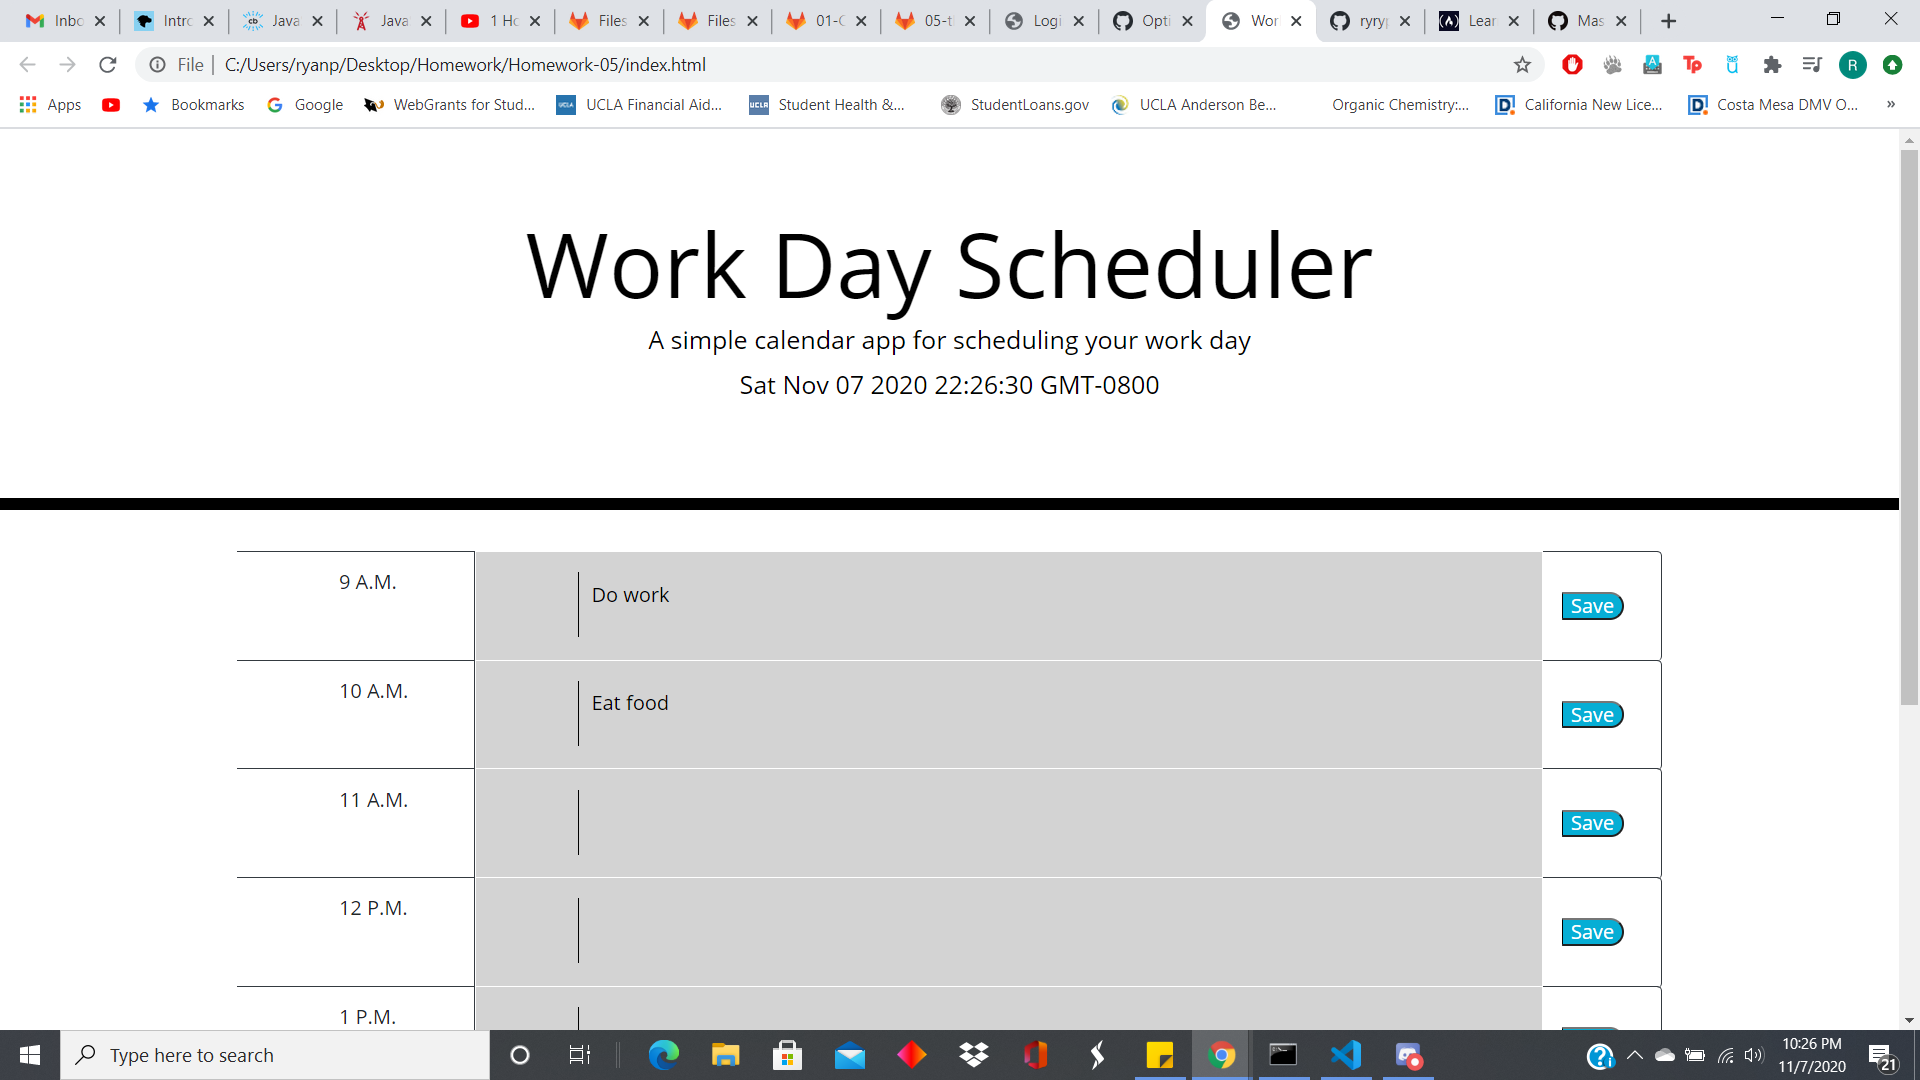 Inbo
Intro
Java
Java
1 Ho
Files
Files
01-C
05-t
Logi
Opti
Wor
ryry
Lear
Mas
File
C:/Users/ryanp/Desktop/Homework/Homework-05/index.html
R
Apps
Bookmarks
Google
WebGrants for Stud...
UCLA Financial Aid...
Student Health &...
StudentLoans.gov
UCLA Anderson Be...
Organic Chemistry:...
California New Lice...
Costa Mesa DMV O...
»
Work Day Scheduler
A simple calendar app for scheduling your work day
Sat Nov 07 2020 22:26:30 GMT-0800
9 A.M.
Do work
Save
10 A.M.
Eat food
Save
11 A.M.
Save
12 P.M.
Save
1 P.M.
Type here to search
10:26 PM
11/7/2020
21